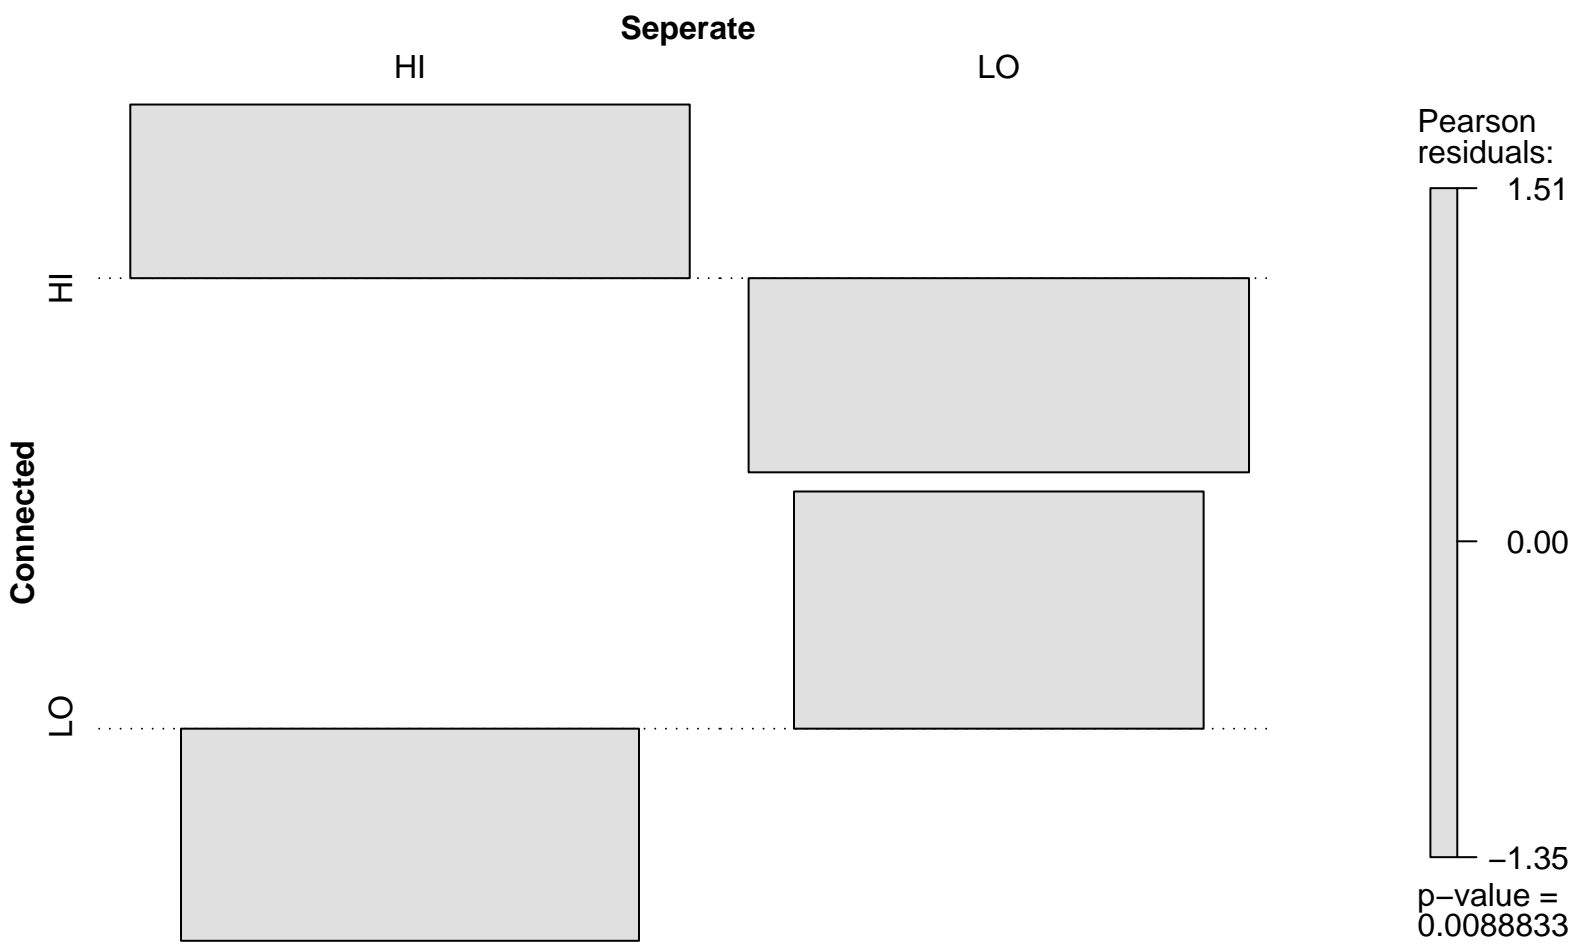 Seperate
HI
LO
Pearson
residuals:
1.51
HI
Connected
0.00
LO
−1.35
p−value =
0.0088833